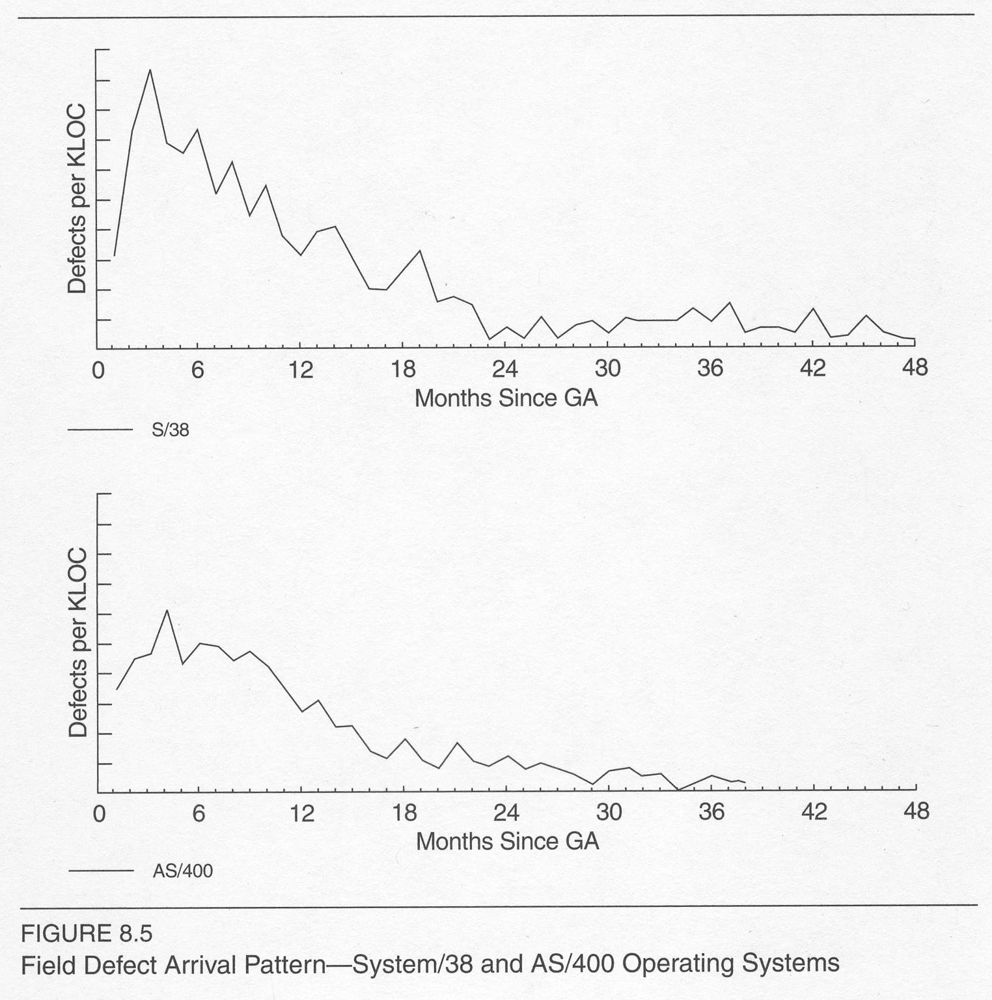 Defects per KLOC
0 6 12 18 24 30 36 42 48
Months Since GA
S/38
Defects per KLOC
0 6 12 18 24 30 36 42 48
Months Since GA
AS/400
FIGURE 8.5
Field Defect Arrival Pattern—System/38 and AS/400 Operating Systems